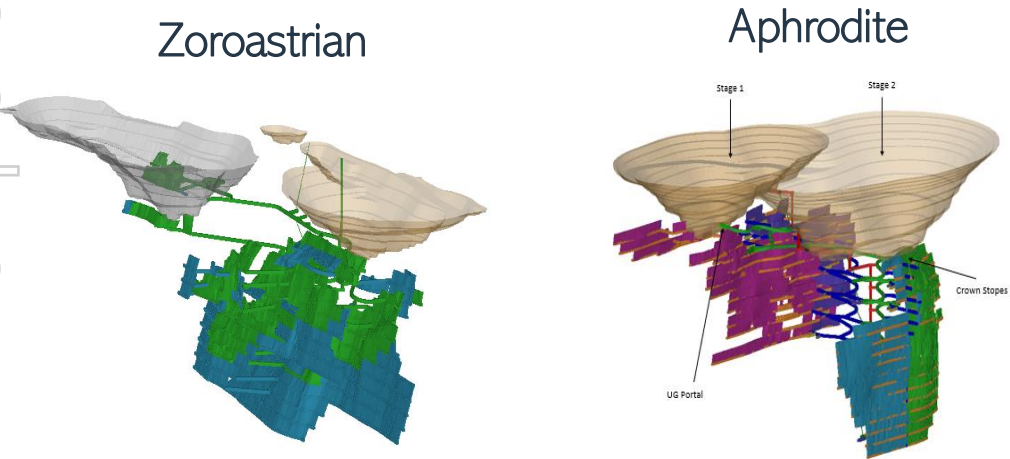 Zoroastrian
Aphrodite
Stage 1
Stage 2
Crown Stopes
UG Portal